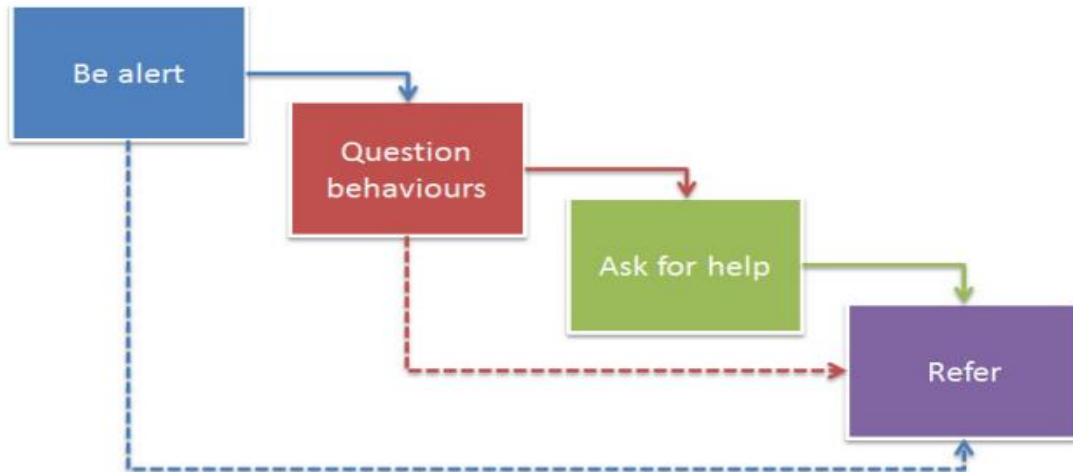 Be alert
Question
behaviours
Ask for help
Refer